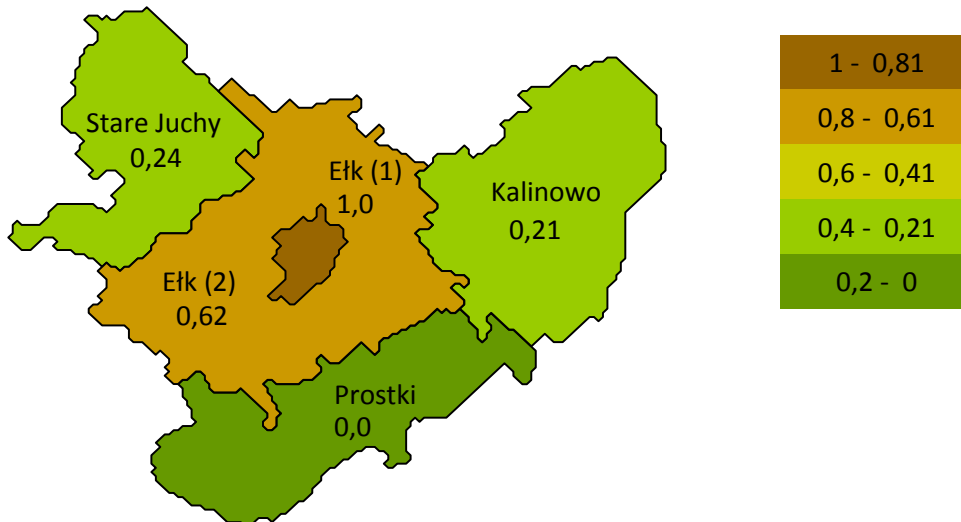 Stare Juchy
0,24
Ełk (1)
1,0
Kalinowo
0,21
Ełk (2)
0,62
Prostki
0,0
1 - 0,81
0,8 - 0,61
0,6 - 0,41
0,4 - 0,21
0,2 - 0